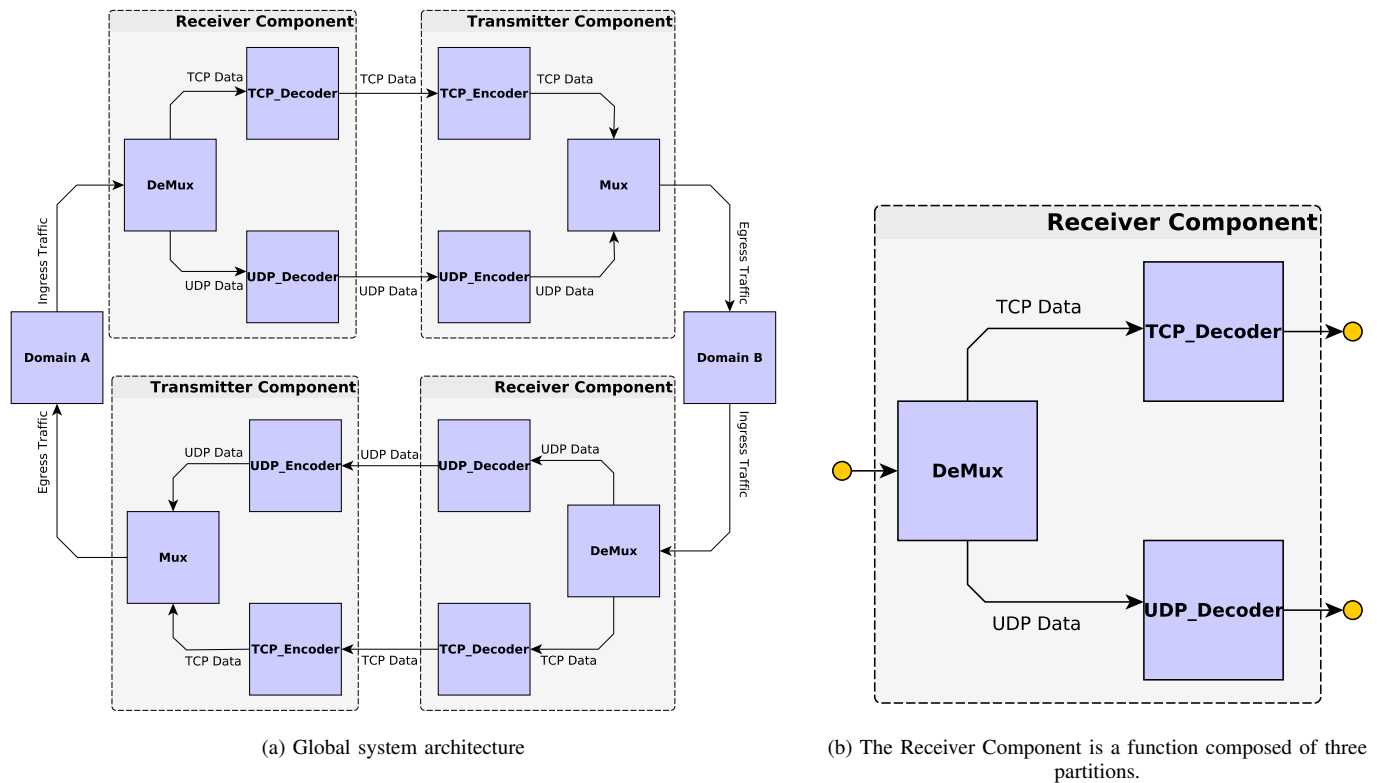 Receiver Component
Transmitter Component
TCP Data
TCP_Decoder
TCP Data
TCP_Encoder
TCP Data
DeMux
Mux
UDP Data
UDP_Decoder
UDP Data
UDP_Encoder
UDP Data
Ingress Traffic
Egress Traffic
Domain A
Domain B
Egress Traffic
Ingress Traffic
Transmitter Component
Receiver Component
UDP Data
UDP_Encoder
UDP Data
UDP_Decoder
UDP Data
Mux
DeMux
TCP Data
TCP_Encoder
TCP Data
TCP_Decoder
TCP Data
(a) Global system architecture
Receiver Component
TCP Data
TCP_Decoder
DeMux
UDP Data
UDP_Decoder
(b) The Receiver Component is a function composed of three
partitions.